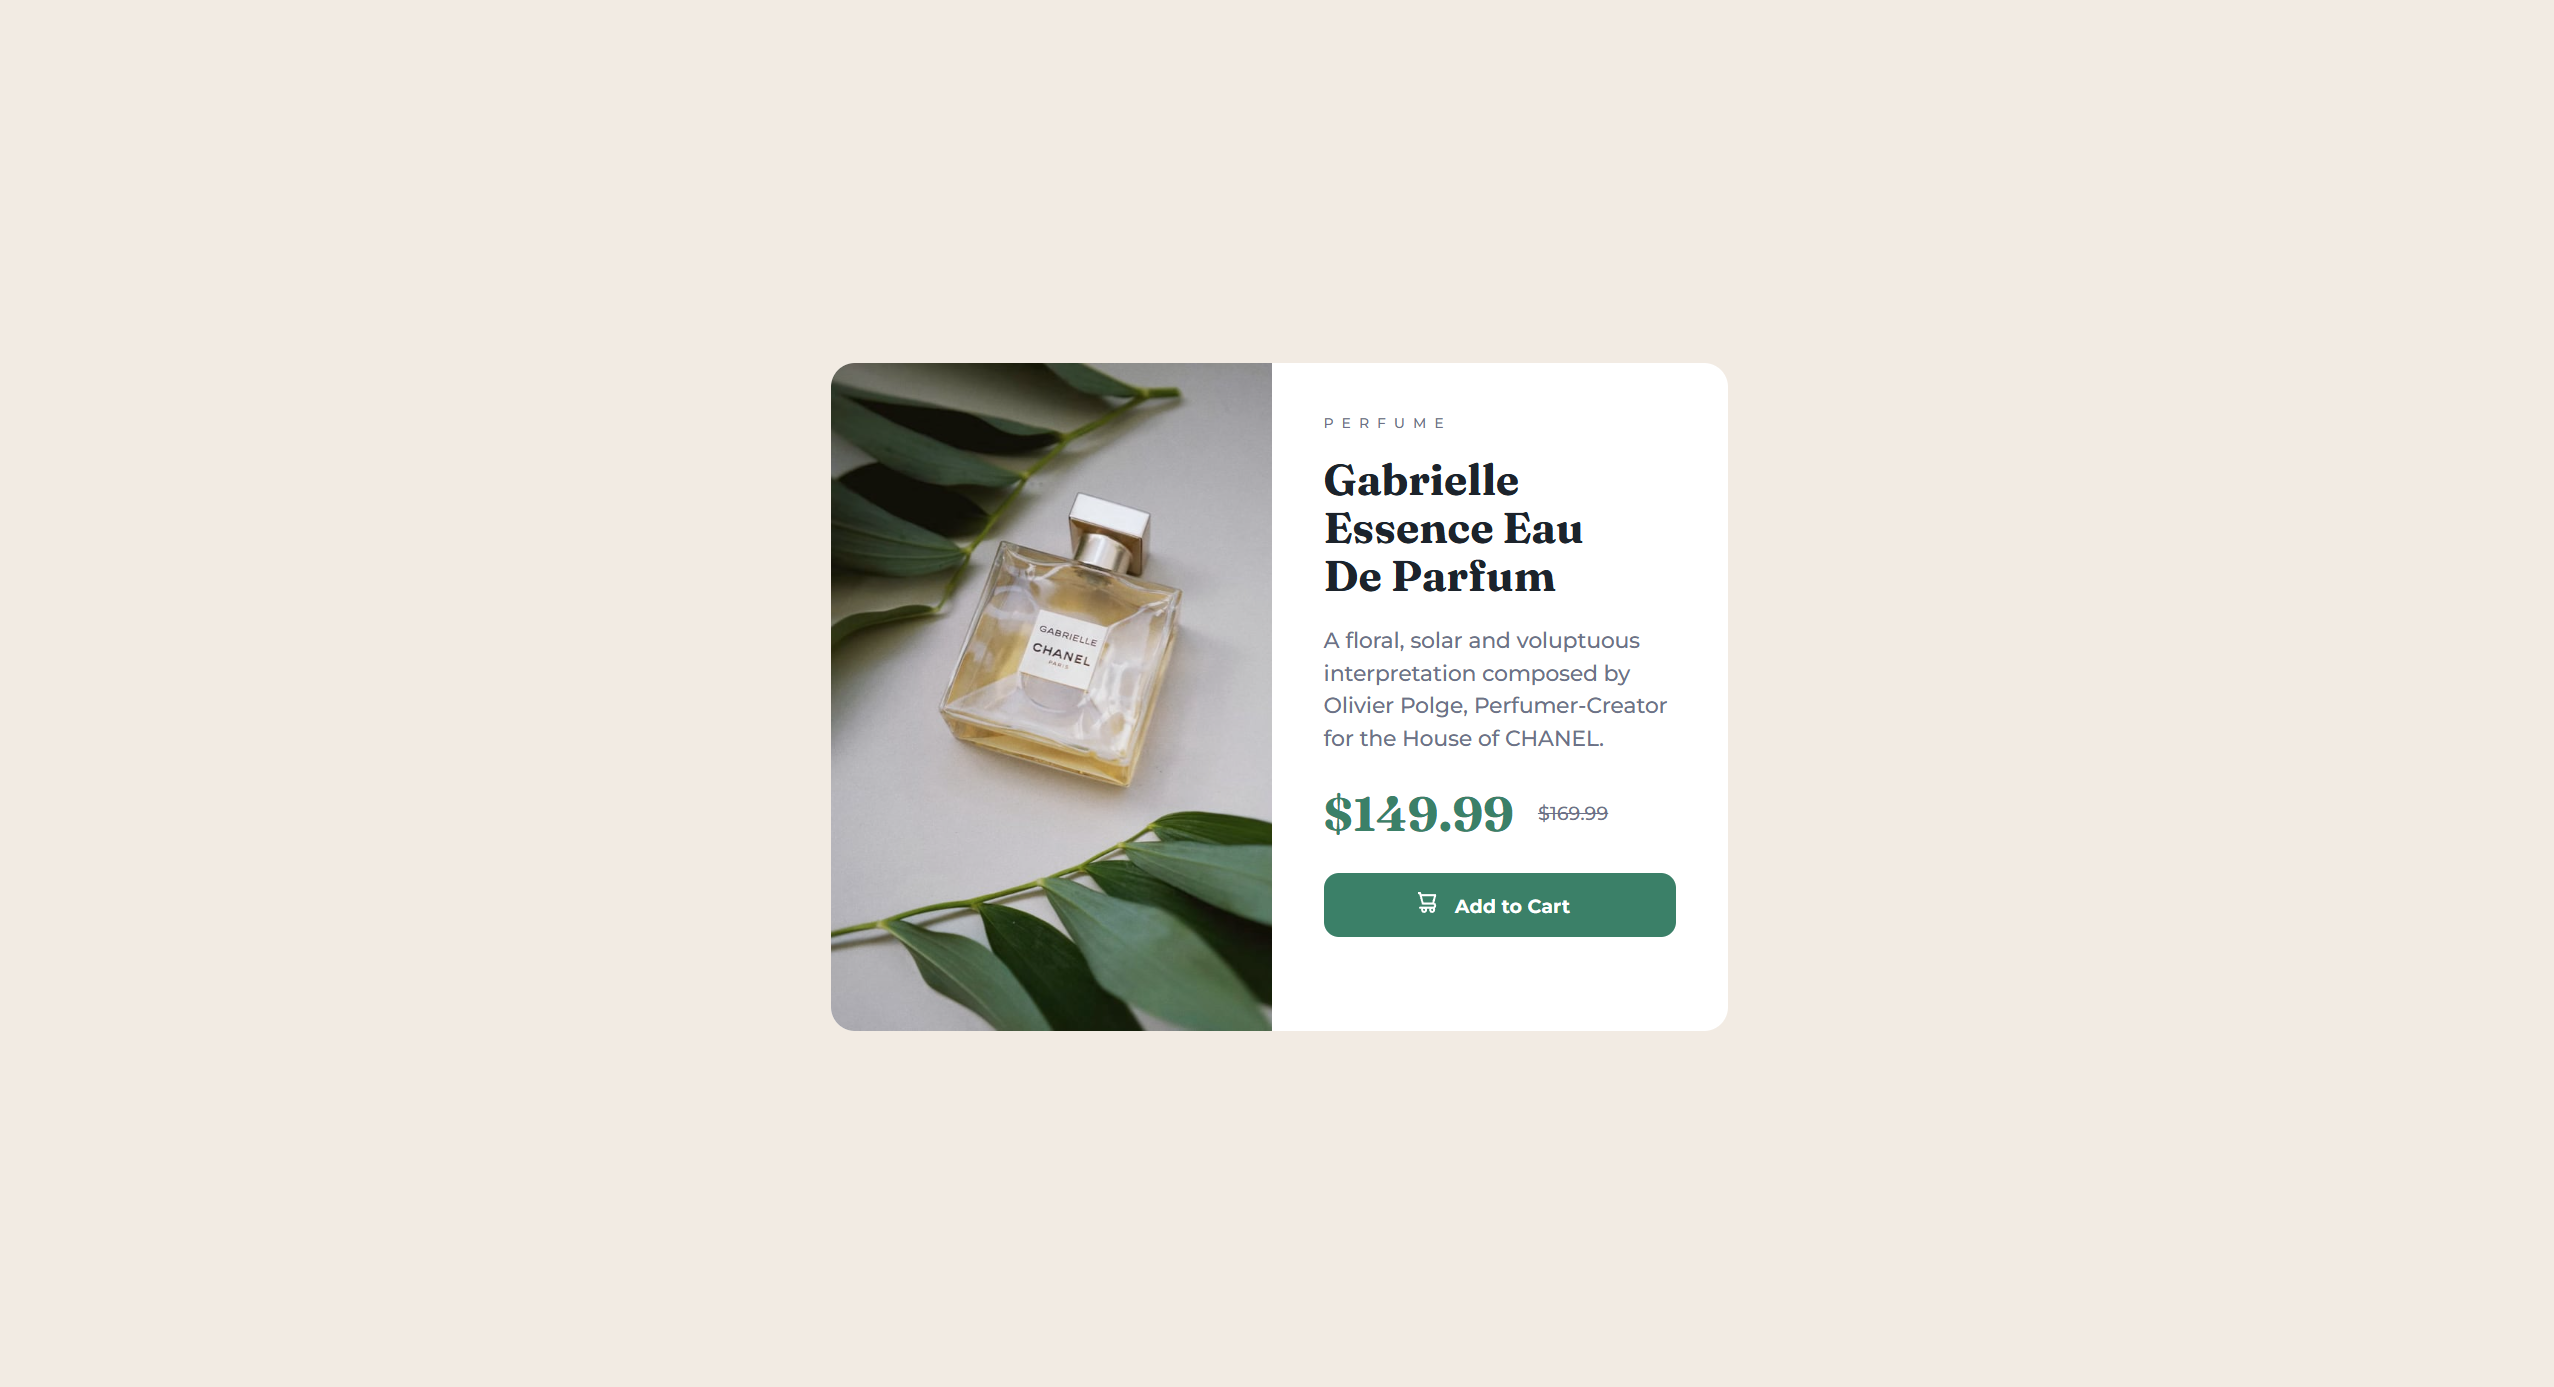 GABRIELLE
CHANEL
PARIS
PERFUME
Gabrielle
Essence Eau
De Parfum
A floral, solar and voluptuous
interpretation composed by
Olivier Polge, Perfumer-Creator
for the House of CHANEL.
$149.99 $169.99
Add to Cart